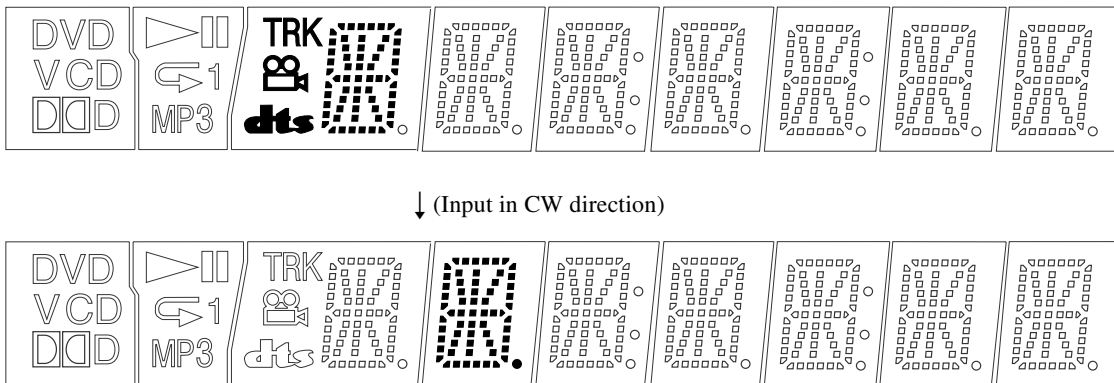 DVD
VCD
DD
1
MP3
TRK
dts
(Input in CW direction)
DVD
VCD
DD
1
MP3
TRK
dts